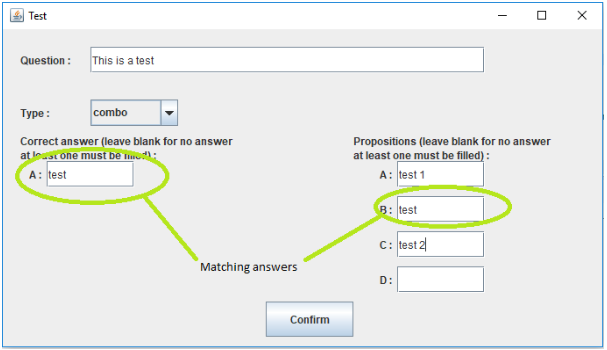 Test
Question : This is a test
Type : combo
Correct answer (leave blank for no answer
at least one must be filled) :
A : test
Propositions (leave blank for no answer
at least one must be filled) :
A : test 1
B : test
C : test 2
D :
Matching answers
Confirm